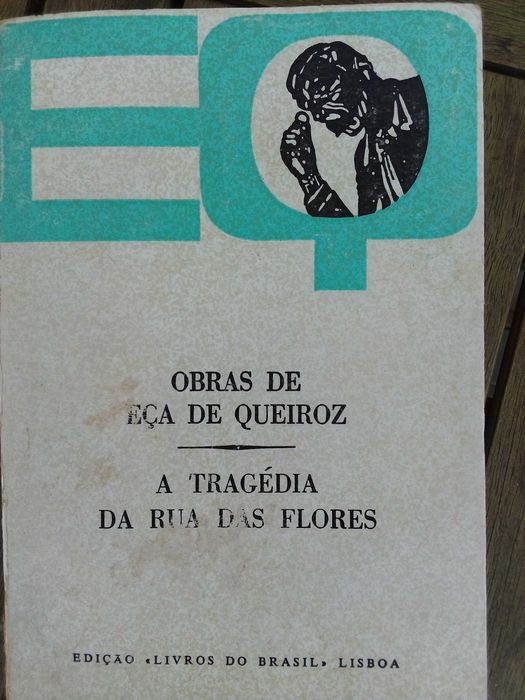 EQ
OBRAS DE
EÇA DE QUEIROZ
A TRAGÉDIA
DA RUA DAS FLORES
EDIÇÃO «LIVROS DO BRASIL» LISBOA